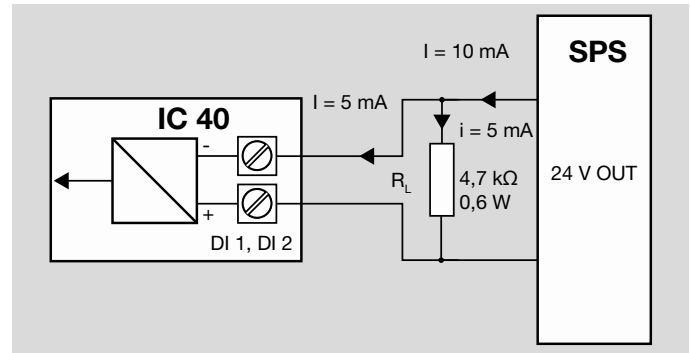 I = 10 mA
SPS
I = 5 mA
IC 40
-
i = 5 mA
R_L
4,7 kΩ
0,6 W
24 V OUT
+
DI 1, DI 2